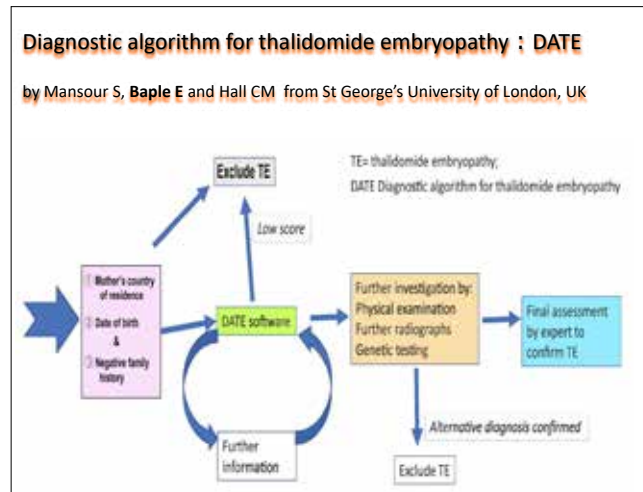 Diagnostic algorithm for thalidomide embryopathy : DATE
by Mansour S, Baple E and Hall CM from St George's University of London, UK
TE= thalidomide embryopathy;
DATE Diagnostic algorithm for thalidomide embryopathy
Exclude TE
Low score
① Mother's country
of residence
② Date of birth
&
③ Negative family
history
DATE software
Further investigation by:
Physical examination
Further radiographs
Genetic testing
Final assessment
by expert to
confirm TE
Further
information
Alternative diagnosis confirmed
Exclude TE